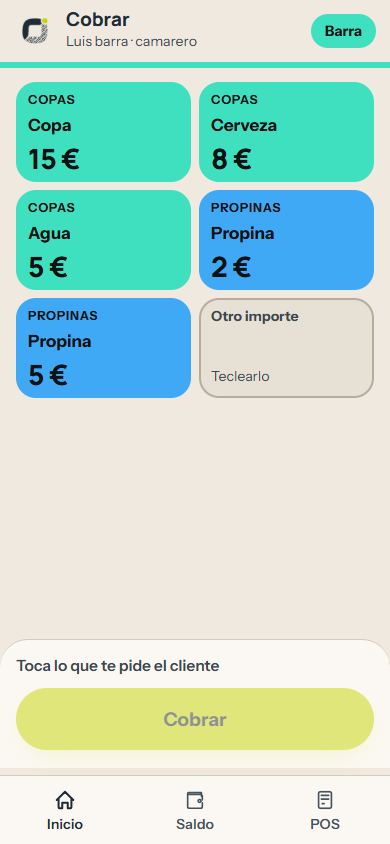 Cobrar
Luis barra · camarero
Barra
COPAS
Copa
15 €
COPAS
Cerveza
8 €
COPAS
Agua
5 €
PROPINAS
Propina
2 €
PROPINAS
Propina
5 €
Otro importe
Teclearlo
Toca lo que te pide el cliente
Cobrar
Inicio
Saldo
POS